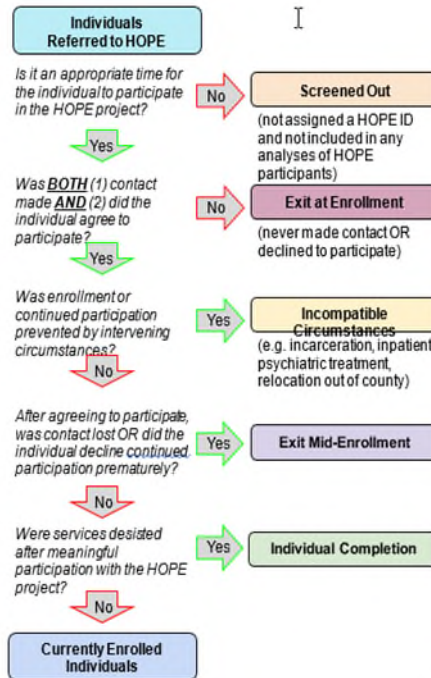 Individuals
Referred to HOPE
Is it an appropriate time for
the individual to participate
in the HOPE project?
No
Screened Out
(not assigned a HOPE ID
and not included in any
analyses of HOPE
participants)
Yes
Was BOTH (1) contact
made AND (2) did the
individual agree to
participate?
No
Exit at Enrollment
(never made contact OR
declined to participate)
Yes
Was enrollment or
continued participation
prevented by intervening
circumstances?
Yes
Incompatible
Circumstances
(e.g. incarceration, inpatient
psychiatric treatment,
relocation out of county)
No
After agreeing to participate,
was contact lost OR did the
individual decline continued
participation prematurely?
Yes
Exit Mid-Enrollment
No
Were services desisted
after meaningful
participation with the HOPE
project?
Yes
Individual Completion
No
Currently Enrolled
Individuals